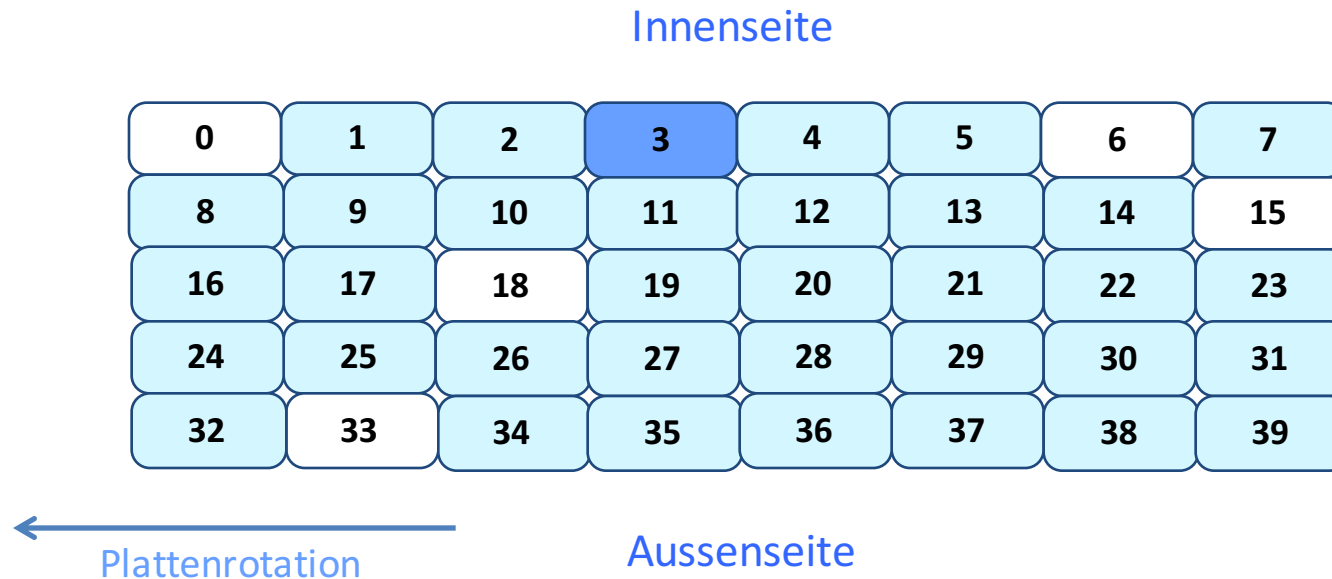 Innenseite
0 1 2 3 4 5 6 7
8 9 10 11 12 13 14 15
16 17 18 19 20 21 22 23
24 25 26 27 28 29 30 31
32 33 34 35 36 37 38 39
Plattenrotation
Aussenseite